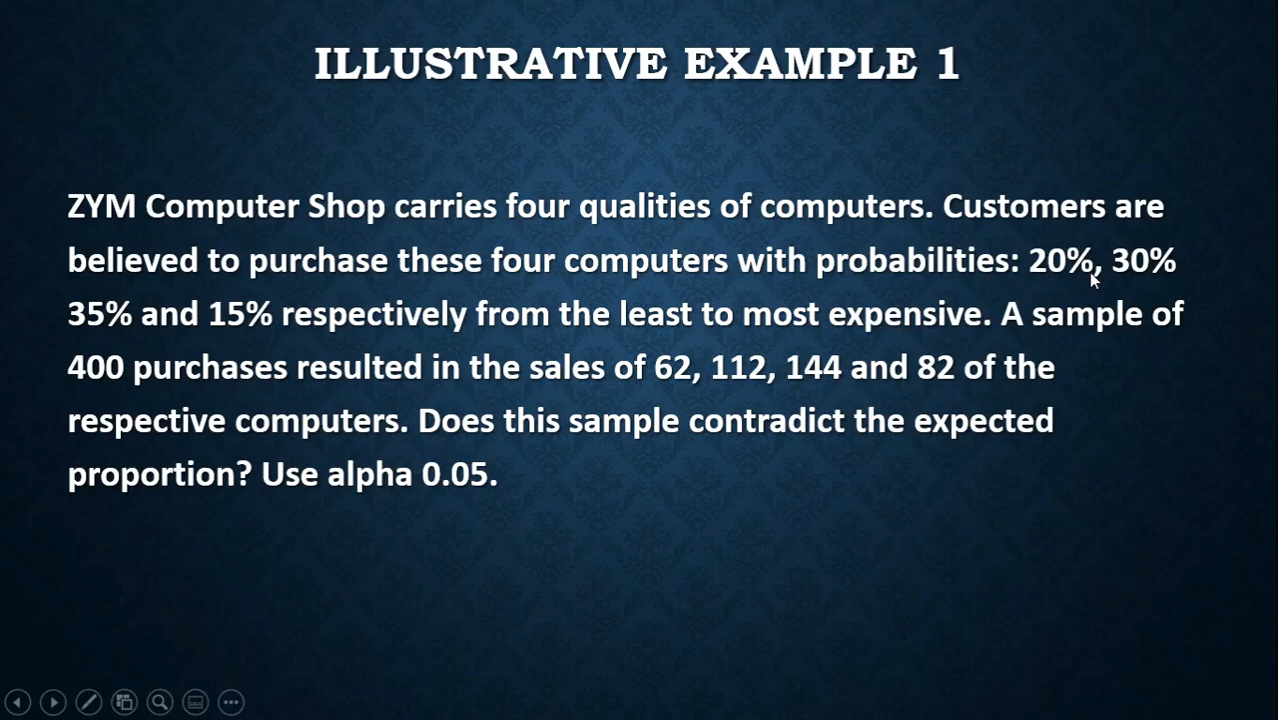 ILLUSTRATIVE EXAMPLE 1
ZYM Computer Shop carries four qualities of computers. Customers are
believed to purchase these four computers with probabilities: 20%, 30%
35% and 15% respectively from the least to most expensive. A sample of
400 purchases resulted in the sales of 62, 112, 144 and 82 of the
respective computers. Does this sample contradict the expected
proportion? Use alpha 0.05.